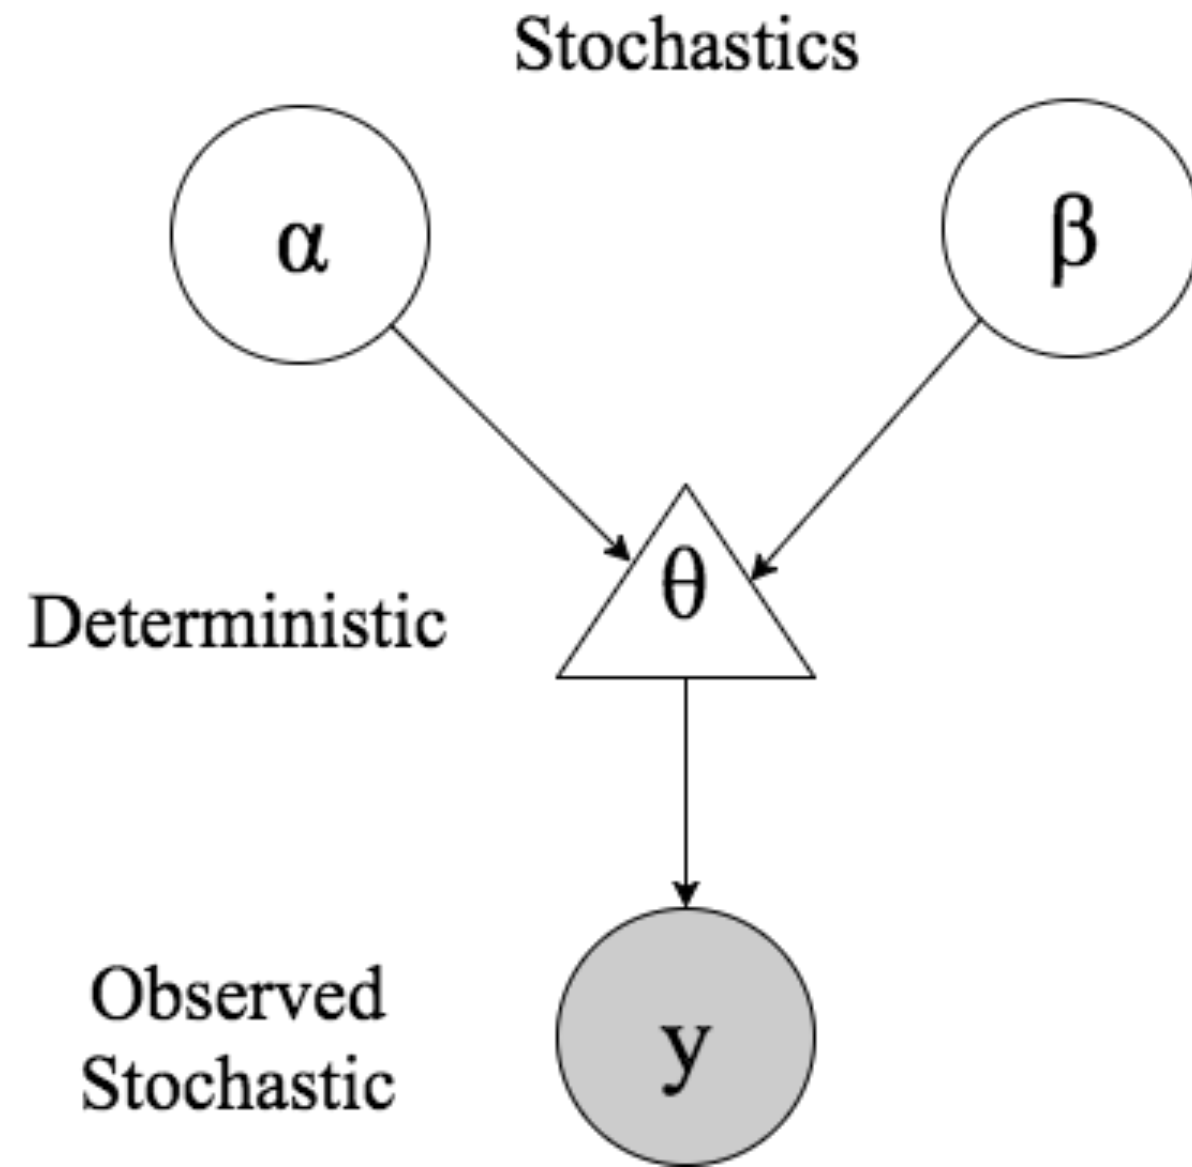 Stochastics
α
β
θ
Deterministic
Observed
Stochastic
y